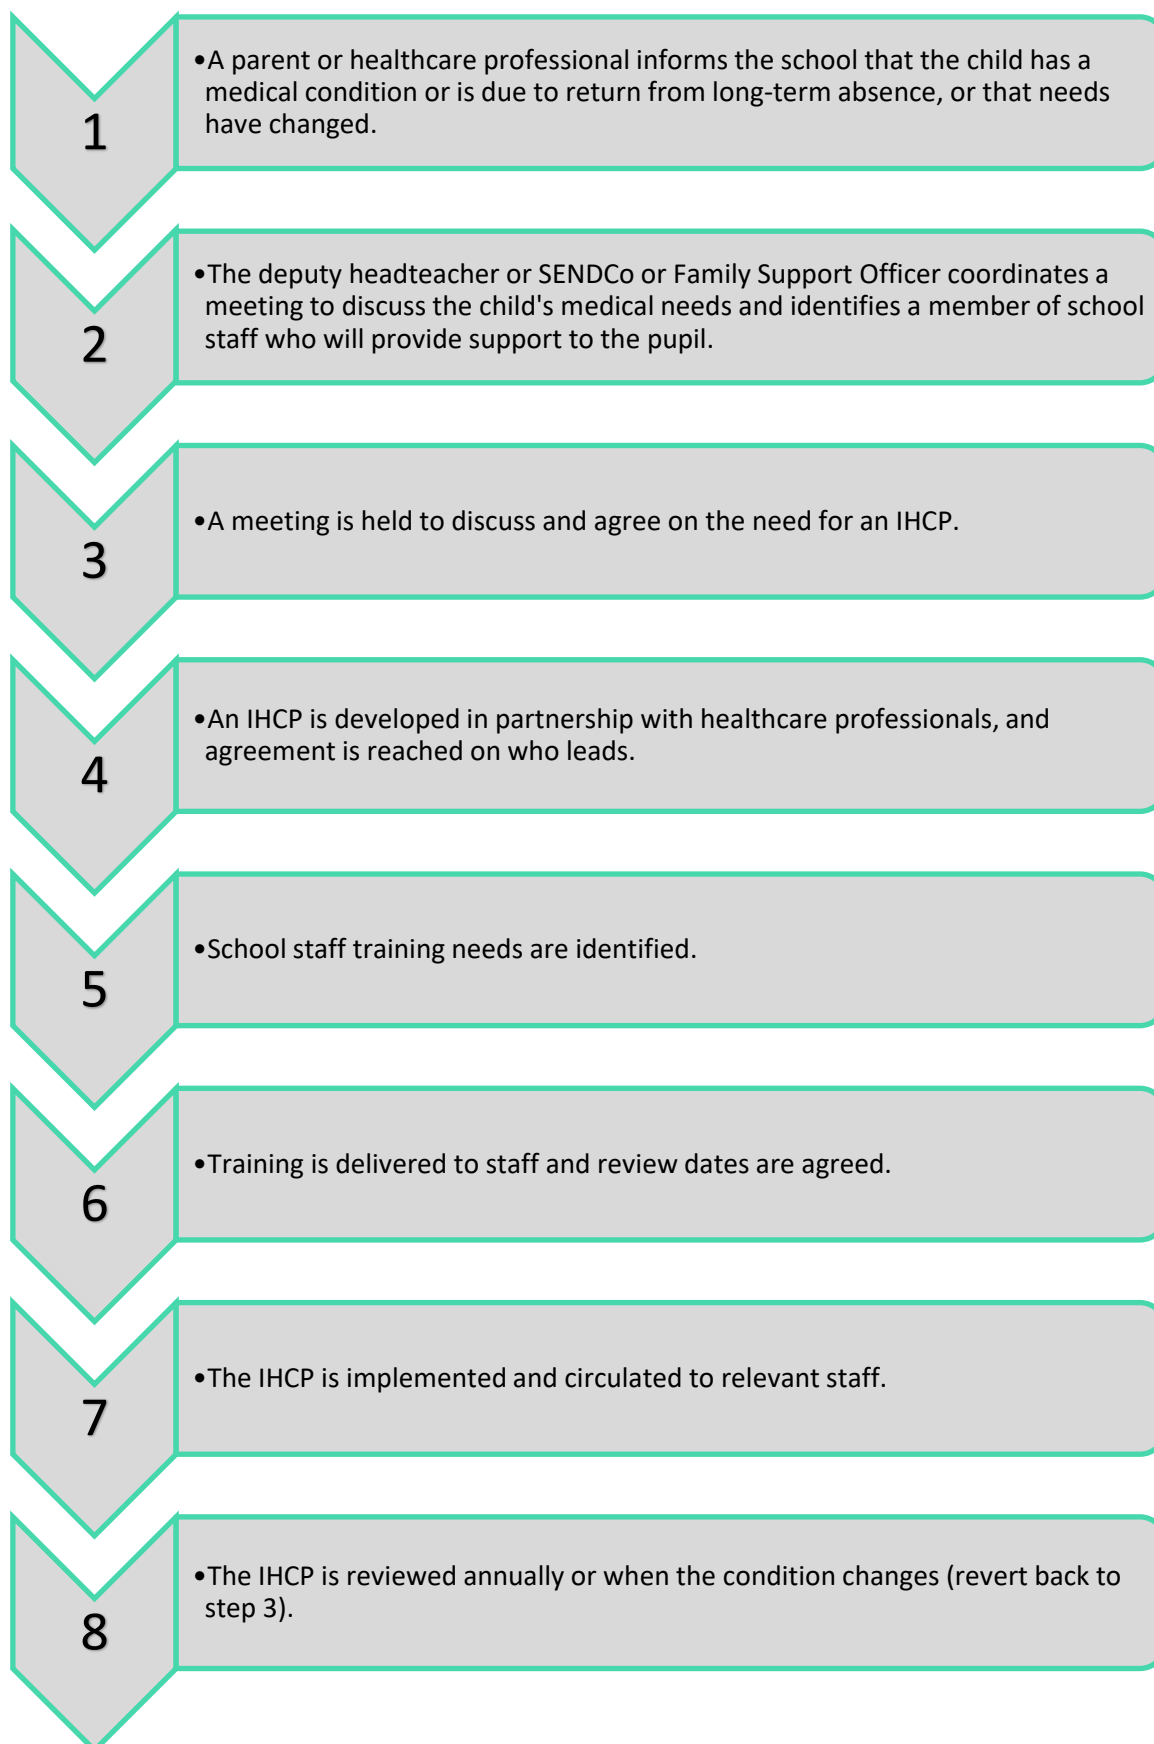 1
•A parent or healthcare professional informs the school that the child has a
medical condition or is due to return from long-term absence, or that needs
have changed.
2
•The deputy headteacher or SENDCo or Family Support Officer coordinates a
meeting to discuss the child's medical needs and identifies a member of school
staff who will provide support to the pupil.
3
•A meeting is held to discuss and agree on the need for an IHCP.
4
•An IHCP is developed in partnership with healthcare professionals, and
agreement is reached on who leads.
5
•School staff training needs are identified.
6
•Training is delivered to staff and review dates are agreed.
7
•The IHCP is implemented and circulated to relevant staff.
8
•The IHCP is reviewed annually or when the condition changes (revert back to
step 3).